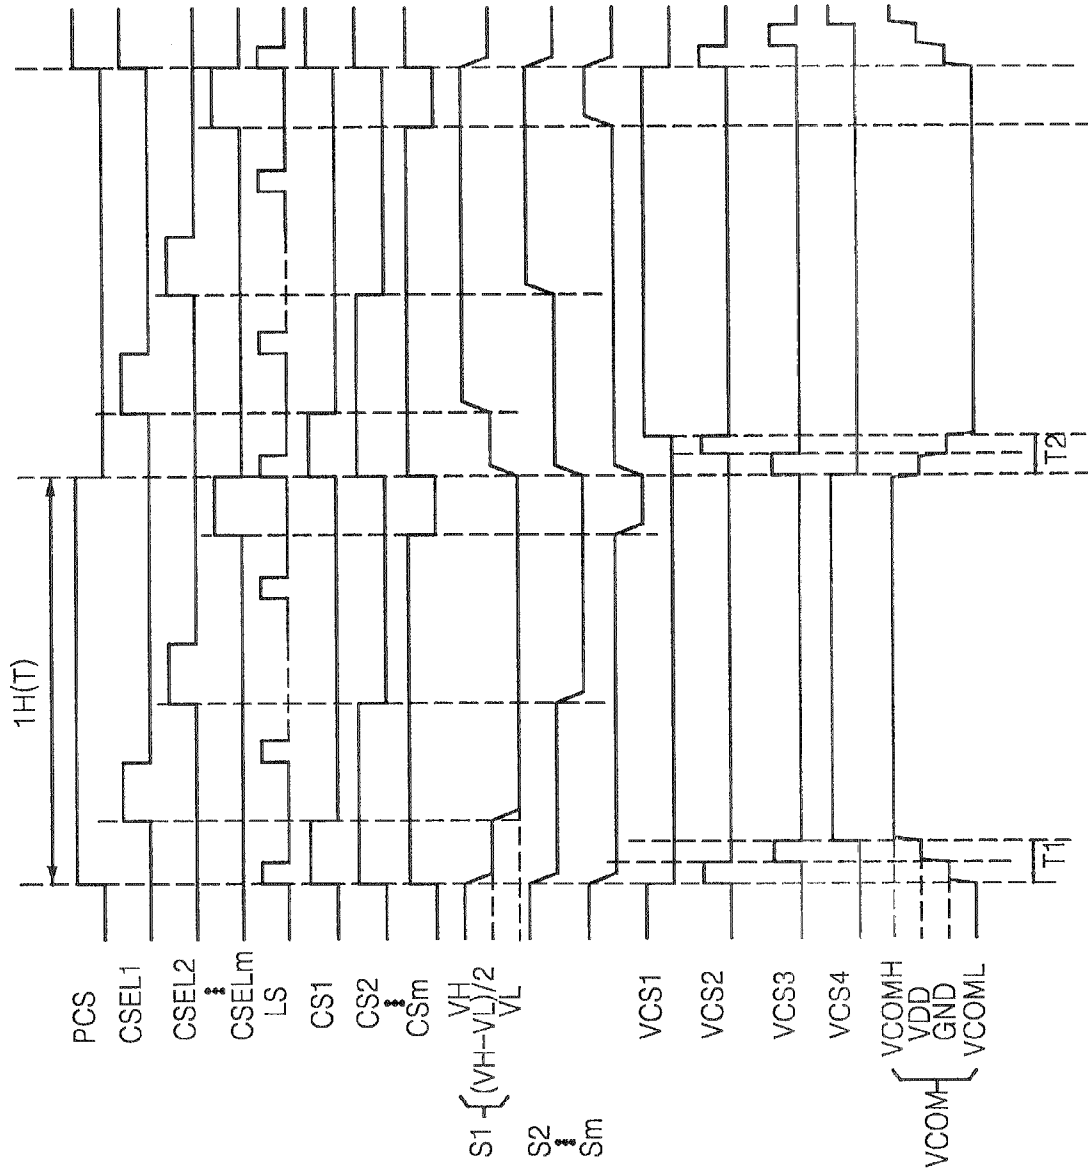 1H(T)
PCS
CSEL1
CSEL2
CSELm
LS
CS1
CS2
CSm
S1
VH
(VH-VL)/2
VL
S2
Sm
VCS1
VCS2
VCS3
VCS4
VCOM
VCOMH
VDD
GND
VCOML
T1
T2